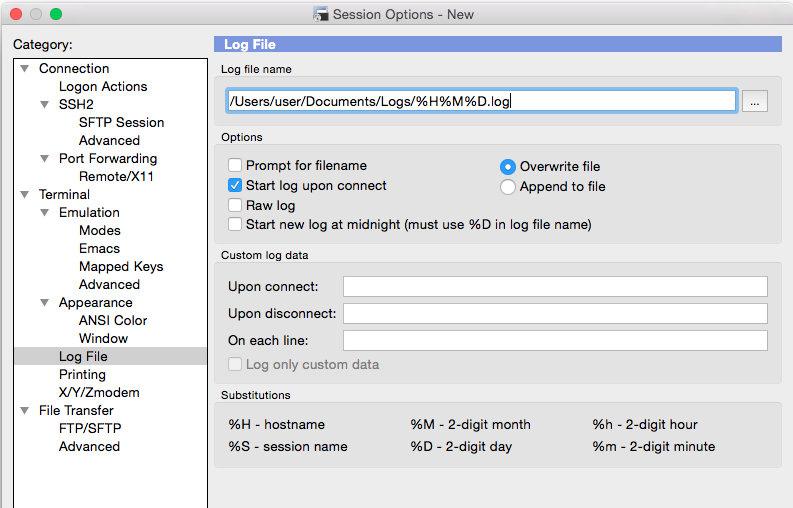 Session Options - New
Category:
Connection
Logon Actions
SSH2
SFTP Session
Advanced
Port Forwarding
Remote/X11
Terminal
Emulation
Modes
Emacs
Mapped Keys
Advanced
Appearance
ANSI Color
Window
Log File
Printing
X/Y/Zmodem
File Transfer
FTP/SFTP
Advanced
Log File
Log file name
/Users/user/Documents/Logs/%H%M%D.log
...
Options
Prompt for filename
Overwrite file
Start log upon connect
Append to file
Raw log
Start new log at midnight (must use %D in log file name)
Custom log data
Upon connect:
Upon disconnect:
On each line:
Log only custom data
Substitutions
%H - hostname %M - 2-digit month %h - 2-digit hour
%S - session name %D - 2-digit day %m - 2-digit minute